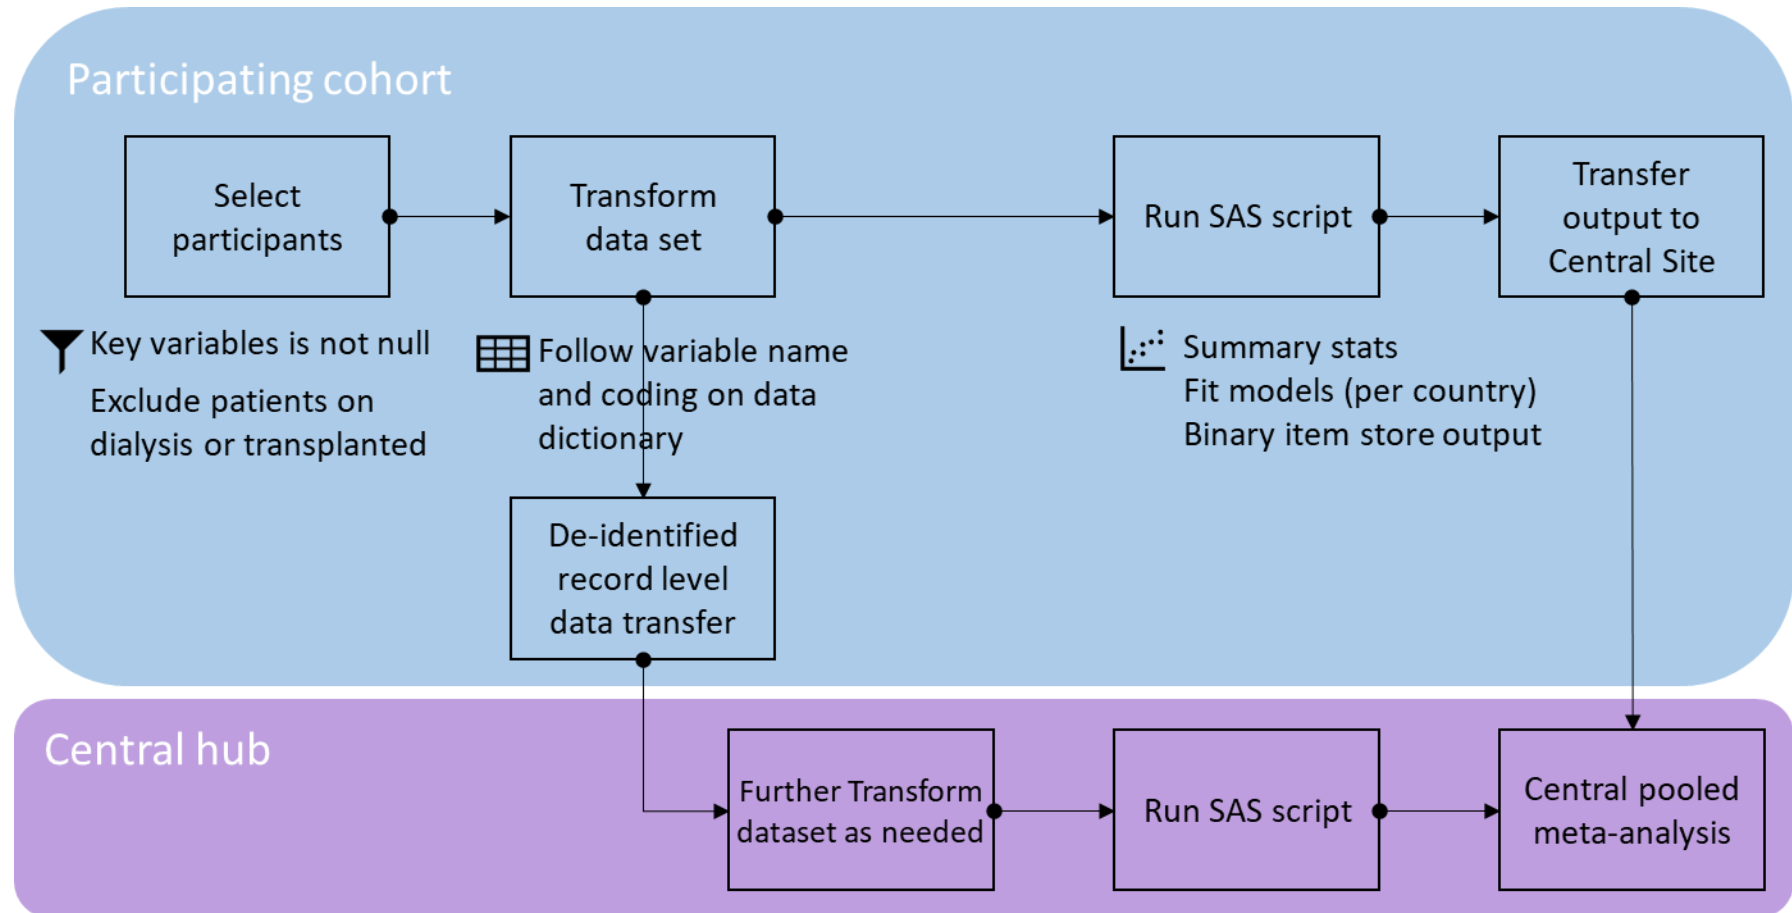 Participating cohort
Select
participants
Transform
data set
Run SAS script
Transfer
output to
Central Site
Key variables is not null
Exclude patients on
dialysis or transplanted
Follow variable name
and coding on data
dictionary
Summary stats
Fit models (per country)
Binary item store output
De-identified
record level
data transfer
Central hub
Further Transform
dataset as needed
Run SAS script
Central pooled
meta-analysis